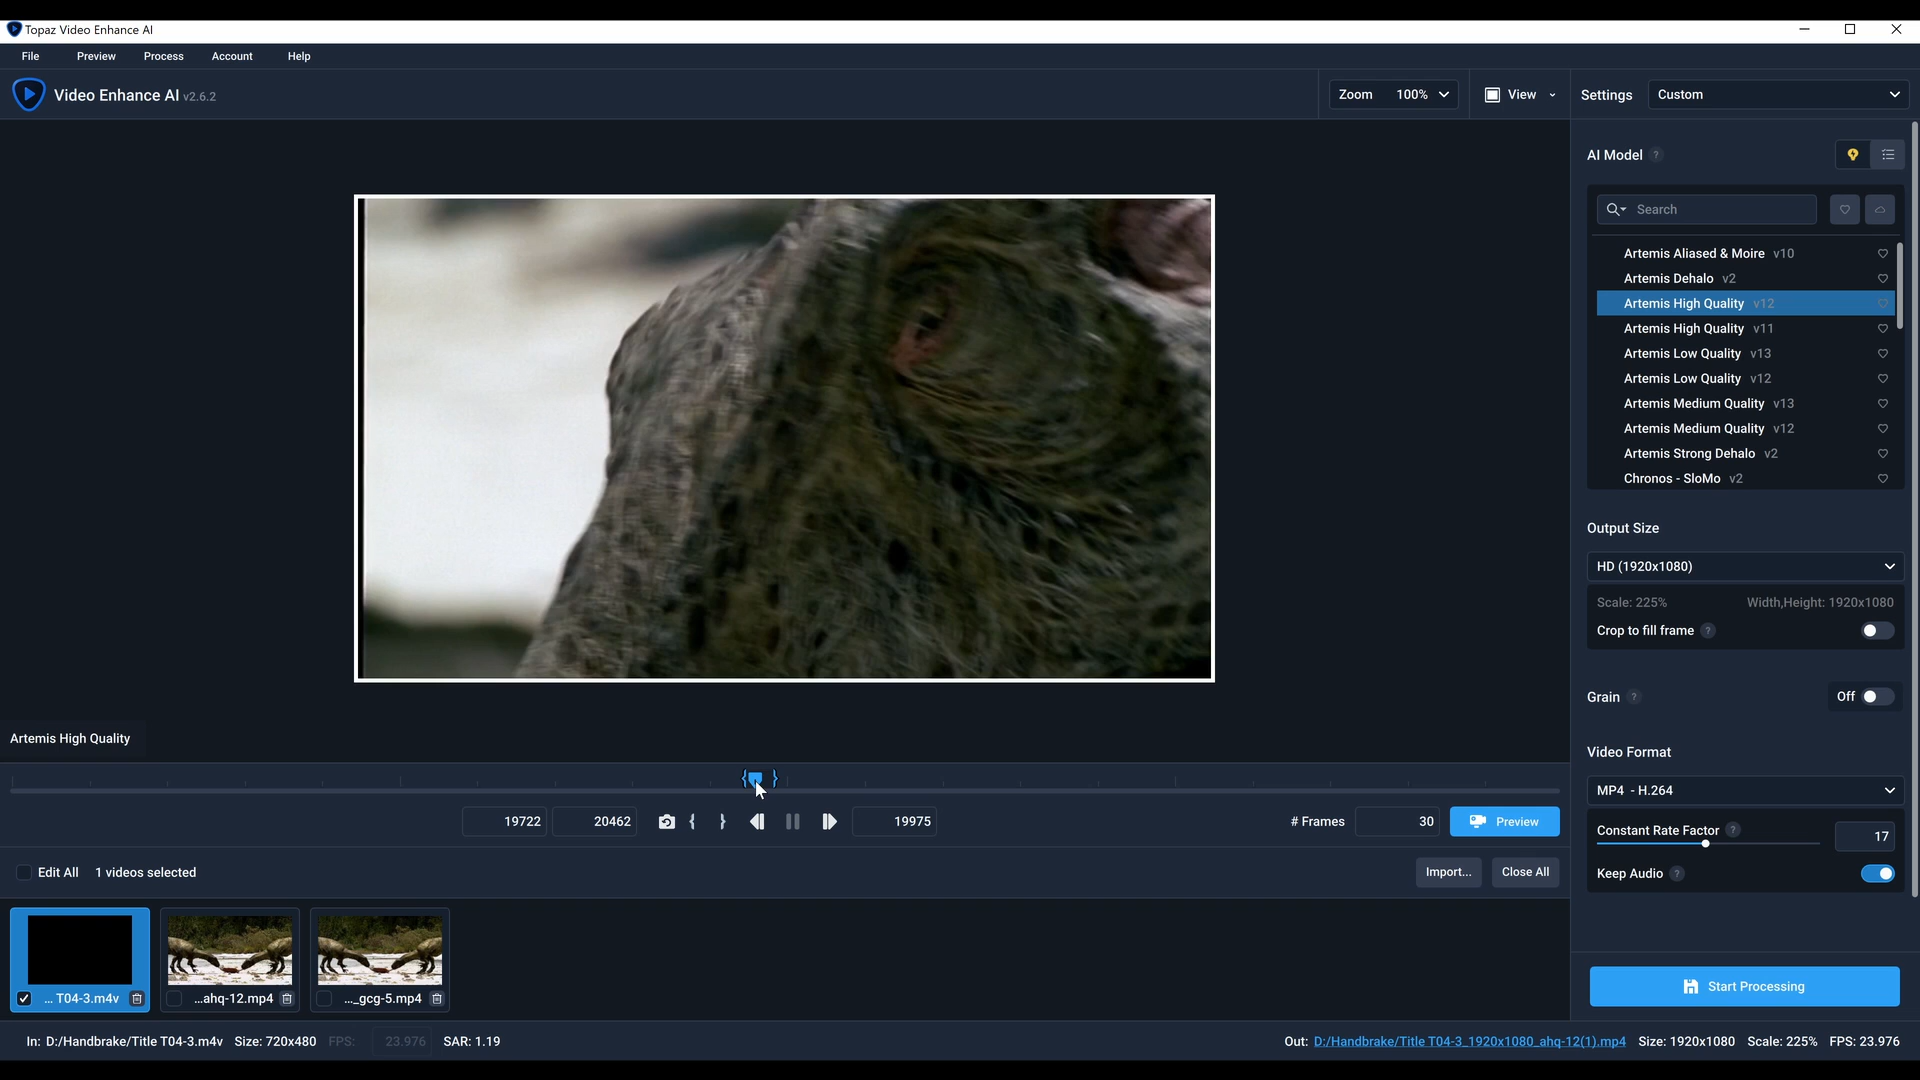 Topaz Video Enhance AI
File Preview Process Account Help
Video Enhance AI v2.6.2
Zoom 100% View Settings Custom
AI Model ?
Search
Artemis Aliased & Moire v10
Artemis Dehalo v2
Artemis High Quality v12
Artemis High Quality v11
Artemis Low Quality v13
Artemis Low Quality v12
Artemis Medium Quality v13
Artemis Medium Quality v12
Artemis Strong Dehalo v2
Chronos - SloMo v2
Output Size
HD (1920x1080)
Scale: 225% Width,Height: 1920x1080
Crop to fill frame ?
Grain ? Off
Video Format
MP4 - H.264
Constant Rate Factor ? 17
Keep Audio ?
Start Processing
Artemis High Quality
19722 20462 { } 19975 # Frames 30 Preview
Edit All 1 videos selected Import... Close All
... T04-3.m4v ...ahq-12.mp4 ..._gcg-5.mp4
In: D:/Handbrake/Title T04-3.m4v Size: 720x480 FPS: 23.976 SAR: 1.19 Out: D:/Handbrake/Title T04-3_1920x1080_ahq-12(1).mp4 Size: 1920x1080 Scale: 225% FPS: 23.976